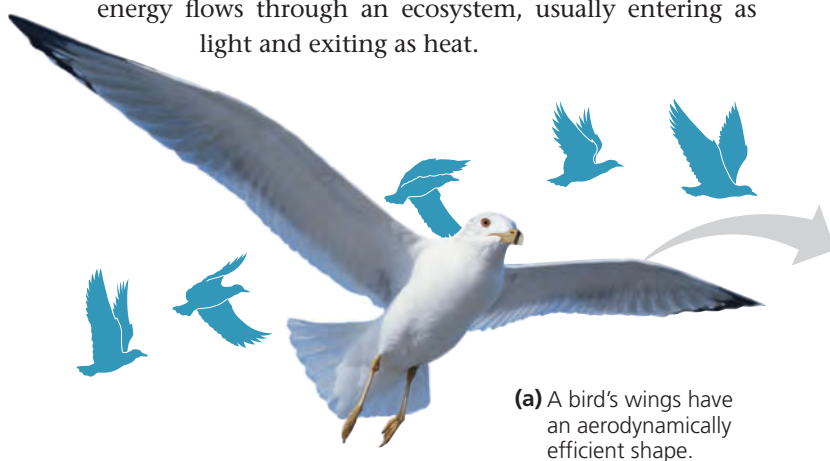 energy flows through an ecosystem, usually entering as
light and exiting as heat.
(a) A bird's wings have
an aerodynamically
efficient shape.